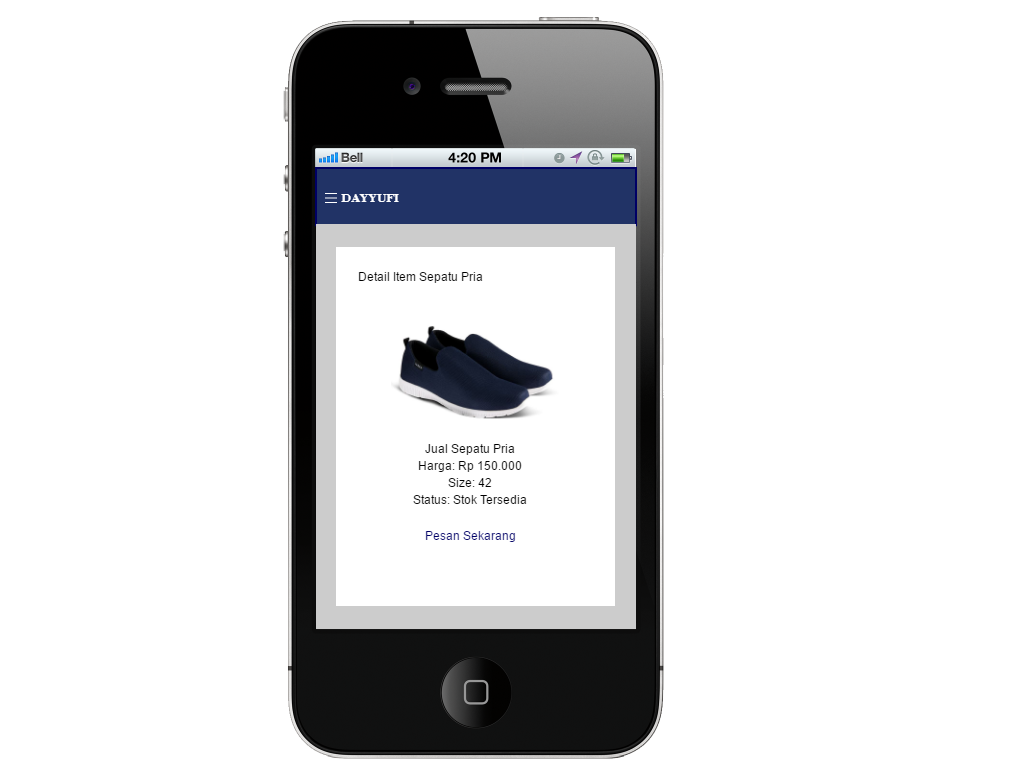 Bell 4:20 PM
DAYYUFI
Detail Item Sepatu Pria
Jual Sepatu Pria
Harga: Rp 150.000
Size: 42
Status: Stok Tersedia
Pesan Sekarang